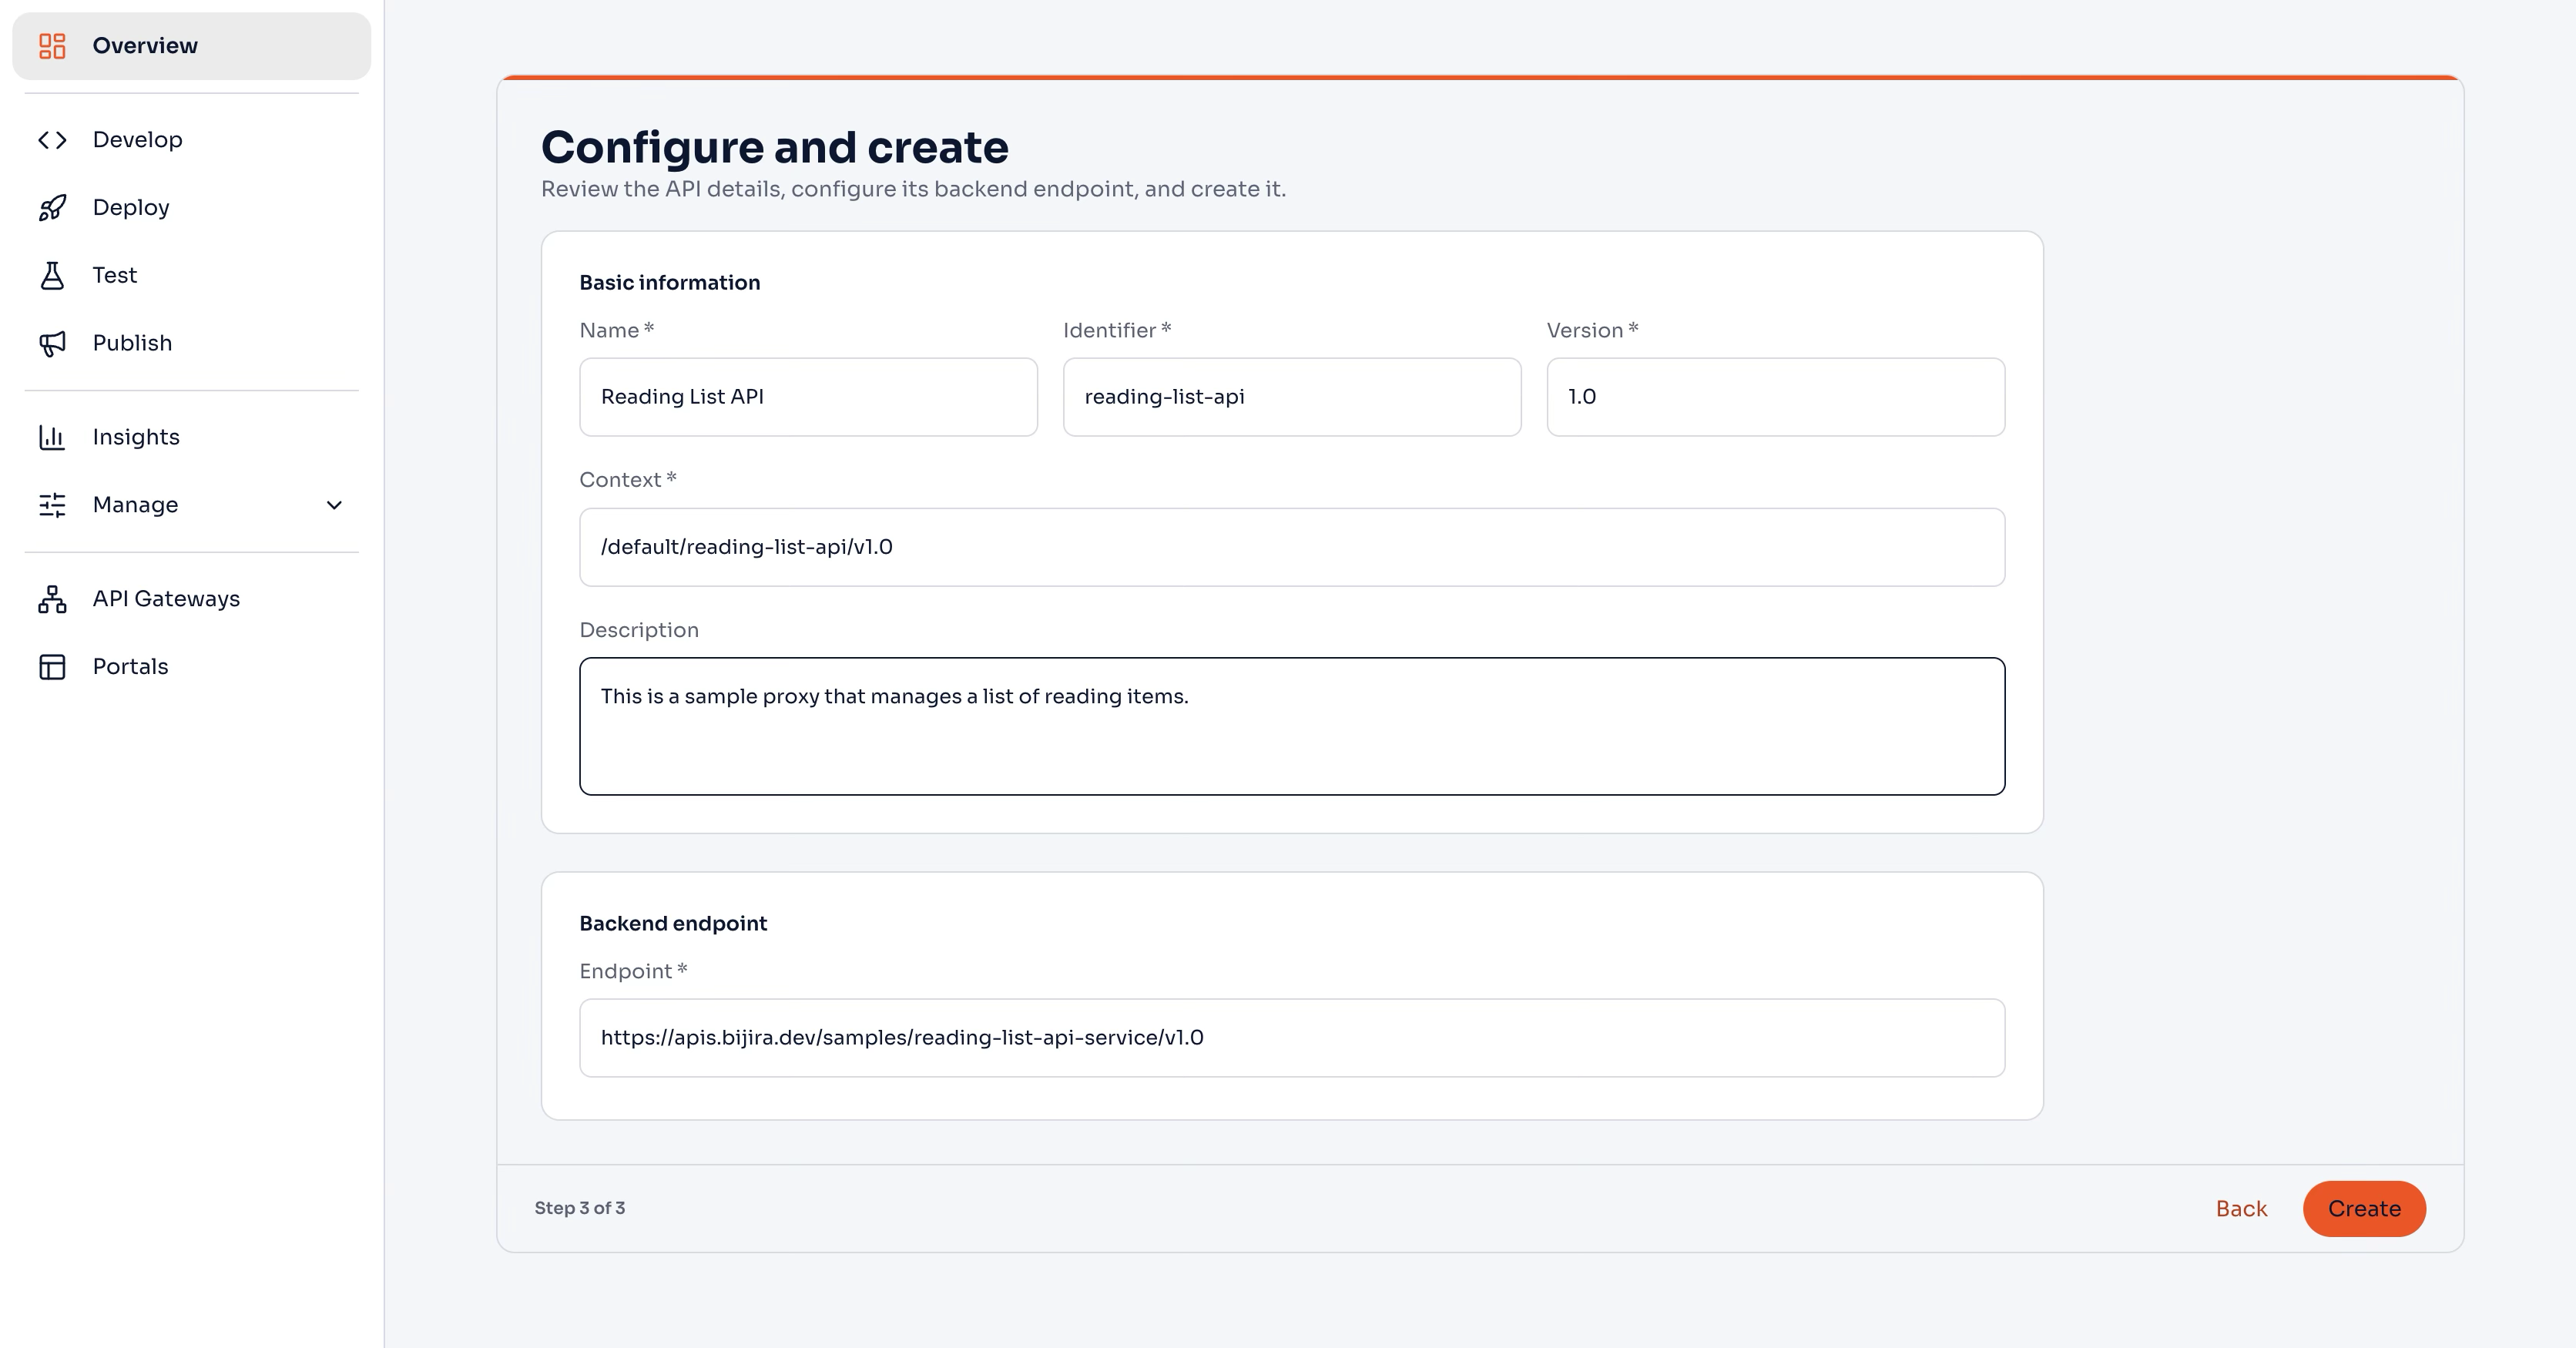 Overview
Develop
Deploy
Test
Publish
Insights
Manage
API Gateways
Portals
Configure and create
Review the API details, configure its backend endpoint, and create it.
Basic information
Name * Identifier * Version *
Reading List API reading-list-api 1.0
Context *
/default/reading-list-api/v1.0
Description
This is a sample proxy that manages a list of reading items.
Backend endpoint
Endpoint *
https://apis.bijira.dev/samples/reading-list-api-service/v1.0
Step 3 of 3 Back Create